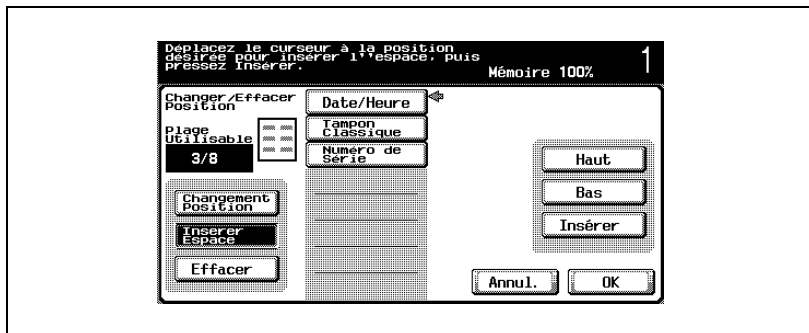 Déplacez le curseur à la position
désirée pour insérer l''espace, puis
pressez Insérer.
Mémoire 100%
1
Changer/Effacer
Position
Plage
Utilisable
3/8
Changement
Position
Insérer
Espace
Effacer
Date/Heure
Tampon
Classique
Numéro de
Série
Haut
Bas
Insérer
Annul.
OK